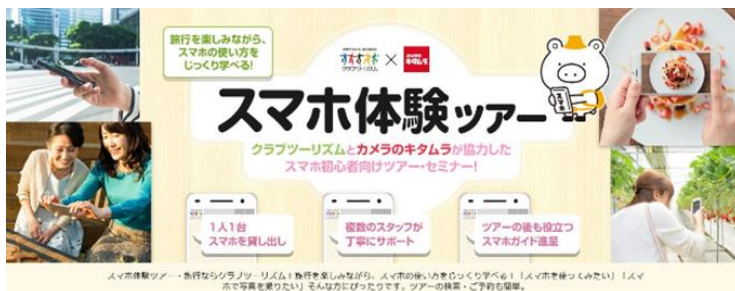 旅行を楽しみながら、
スマホの使い方を
じっくり学べる!
クラブツーリズム
×
カメラの
キタムラ
スマホ体験ツアー
クラブツーリズムとカメラのキタムラが協力した
スマホ初心者向けツアー・セミナー!
1人1台
スマホを貸し出し
複数のスタッフが
丁寧にサポート
ツアーの後も役立つ
スマホガイド進呈
スマホ体験ツアー・旅行ならクラブツーリズム!旅行を楽しみながら、スマホの使い方をじっくり学べる!「スマホを使ってみたい」「スマ
ホで写真を撮りたい」そんな方にぴったりです。ツアーの検索・ご予約も簡単。